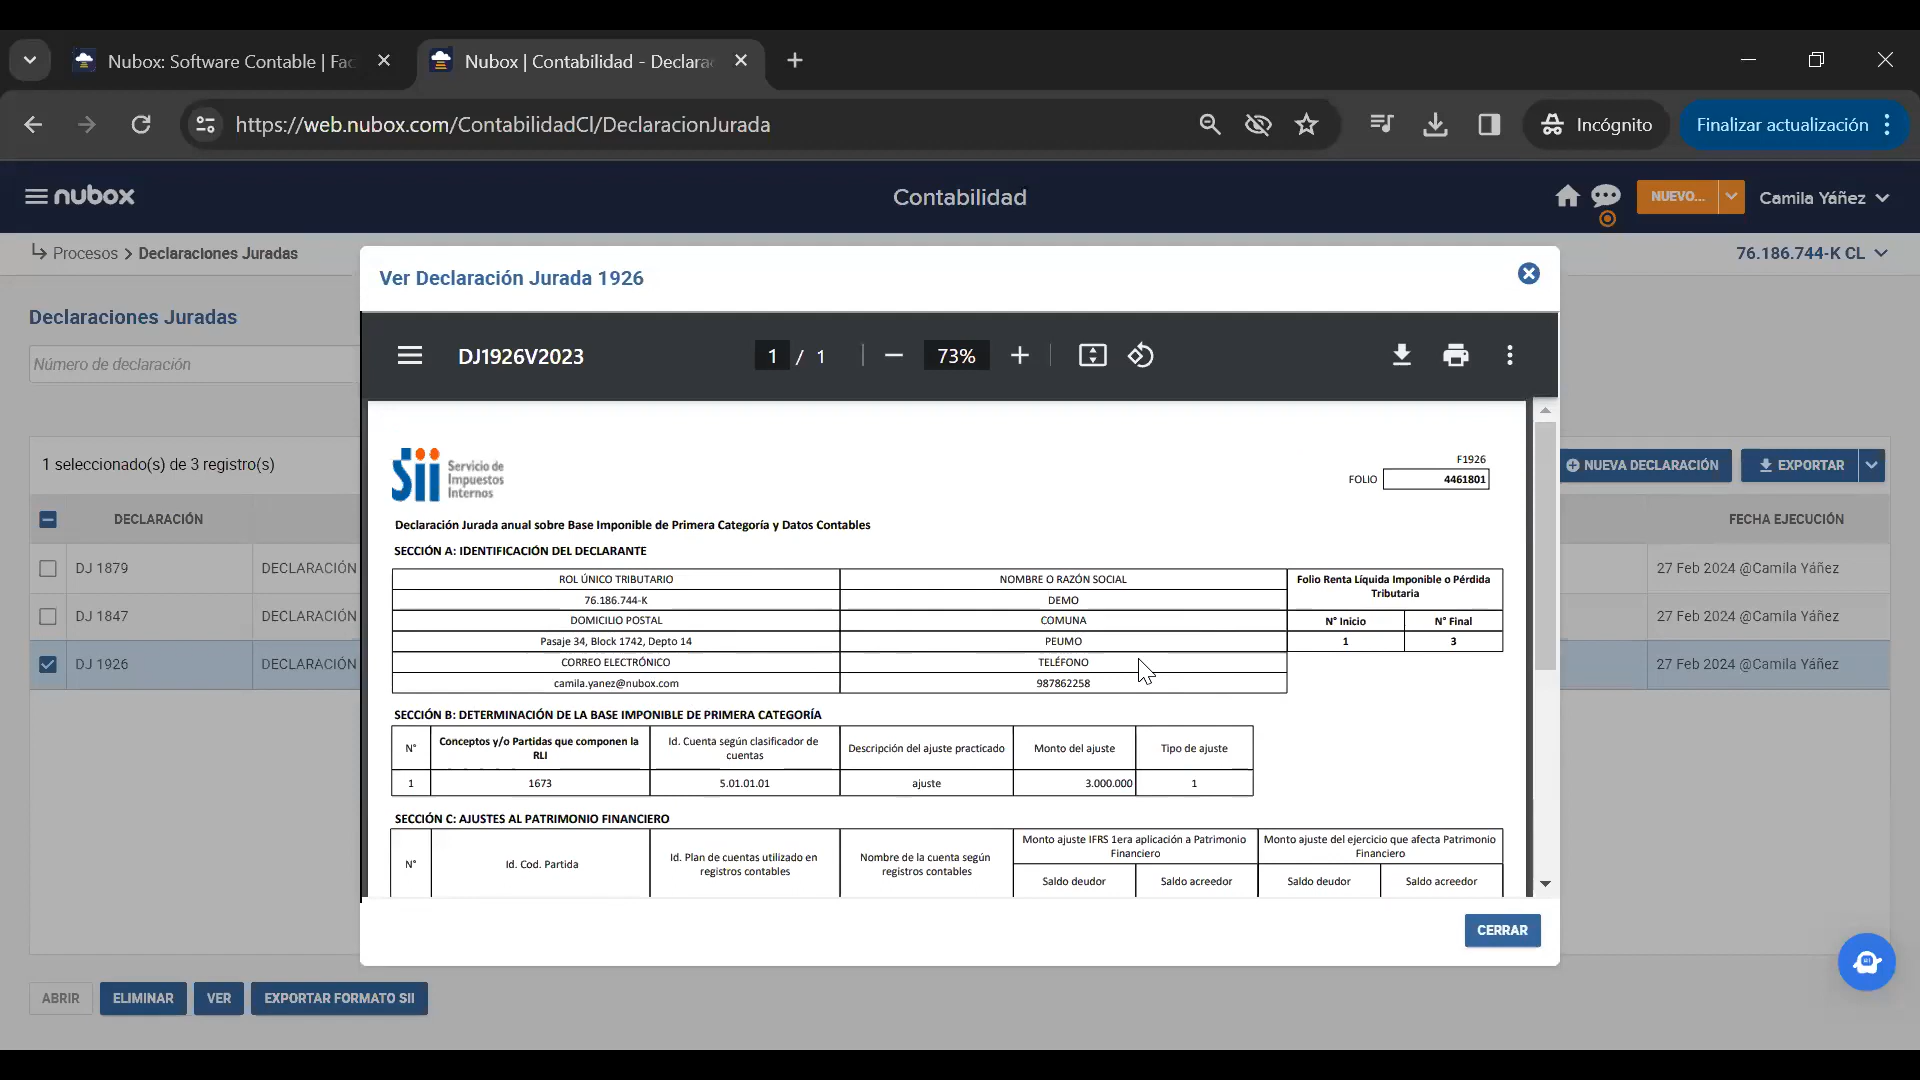 Nubox: Software Contable | Fac
Nubox | Contabilidad - Declarac
https://web.nubox.com/ContabilidadCl/DeclaracionJurada
Incógnito
Finalizar actualización
nubox
Contabilidad
NUEVO...
Camila Yáñez
Procesos > Declaraciones Juradas
76.186.744-K CL
Ver Declaración Jurada 1926
Declaraciones Juradas
Número de declaración
DJ1926V2023
1 / 1
73%
1 seleccionado(s) de 3 registro(s)
NUEVA DECLARACIÓN
EXPORTAR
DECLARACIÓN
FECHA EJECUCIÓN
DJ 1879
DECLARACIÓN
27 Feb 2024 @Camila Yáñez
DJ 1847
DECLARACIÓN
27 Feb 2024 @Camila Yáñez
DJ 1926
DECLARACIÓN
27 Feb 2024 @Camila Yáñez
Sii
Servicio de
Impuestos
Internos
F1926
FOLIO 4461801
Declaración Jurada anual sobre Base Imponible de Primera Categoría y Datos Contables
SECCIÓN A: IDENTIFICACIÓN DEL DECLARANTE
ROL ÚNICO TRIBUTARIO
NOMBRE O RAZÓN SOCIAL
Folio Renta Líquida Imponible o Pérdida
Tributaria
76.186.744-K
DEMO
DOMICILIO POSTAL
COMUNA
N° Inicio
N° Final
Pasaje 34, Block 1742, Depto 14
PEUMO
1
3
CORREO ELECTRÓNICO
TELÉFONO
camila.yanez@nubox.com
987862258
SECCIÓN B: DETERMINACIÓN DE LA BASE IMPONIBLE DE PRIMERA CATEGORÍA
N°
Conceptos y/o Partidas que componen la
RLI
Id. Cuenta según clasificador de
cuentas
Descripción del ajuste practicado
Monto del ajuste
Tipo de ajuste
1
1673
5.01.01.01
ajuste
3.000.000
1
SECCIÓN C: AJUSTES AL PATRIMONIO FINANCIERO
N°
Id. Cod. Partida
Id. Plan de cuentas utilizado en
registros contables
Nombre de la cuenta según
registros contables
Monto ajuste IFRS 1era aplicación a Patrimonio
Financiero
Monto ajuste del ejercicio que afecta Patrimonio
Financiero
Saldo deudor
Saldo acreedor
Saldo deudor
Saldo acreedor
CERRAR
ABRIR
ELIMINAR
VER
EXPORTAR FORMATO SII